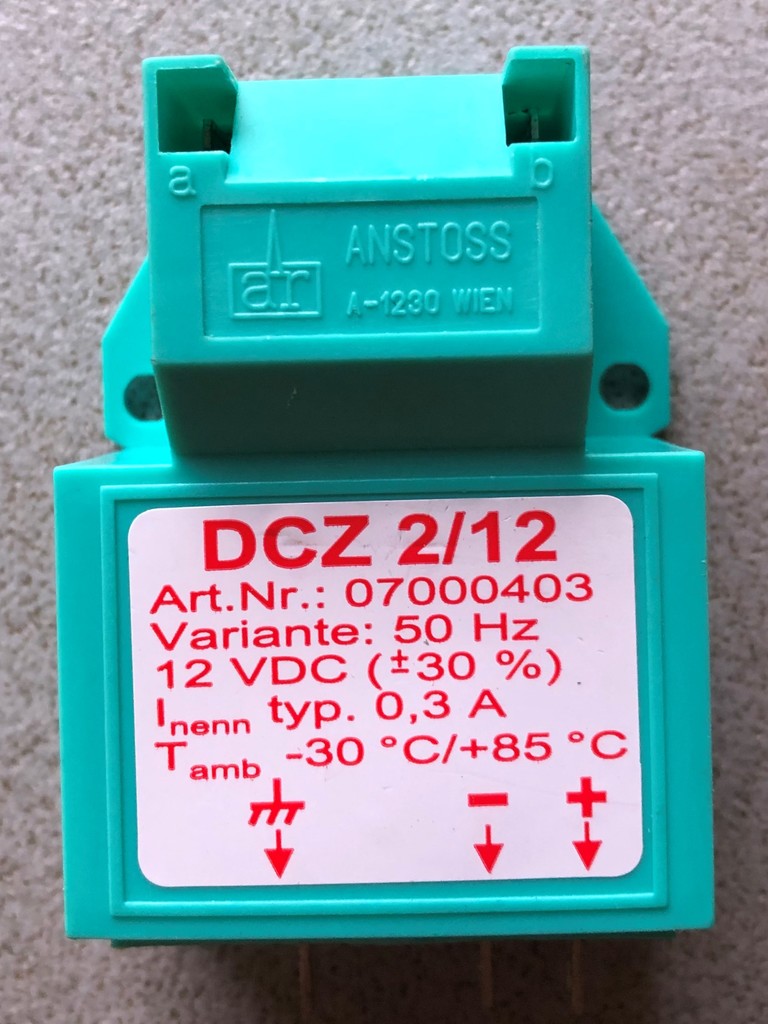 a b
ar ANSTOSS
A-1230 WIEN
DCZ 2/12
Art.Nr.: 07000403
Variante: 50 Hz
12 VDC (±30 %)
Inenn typ. 0,3 A
Tamb -30 °C/+85 °C
- +